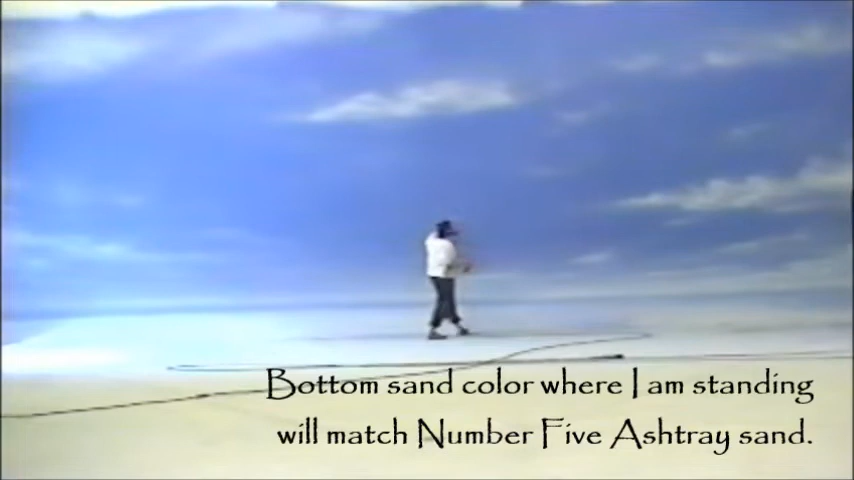 Bottom sand color where I am standing
will match Number Five Ashtray sand.